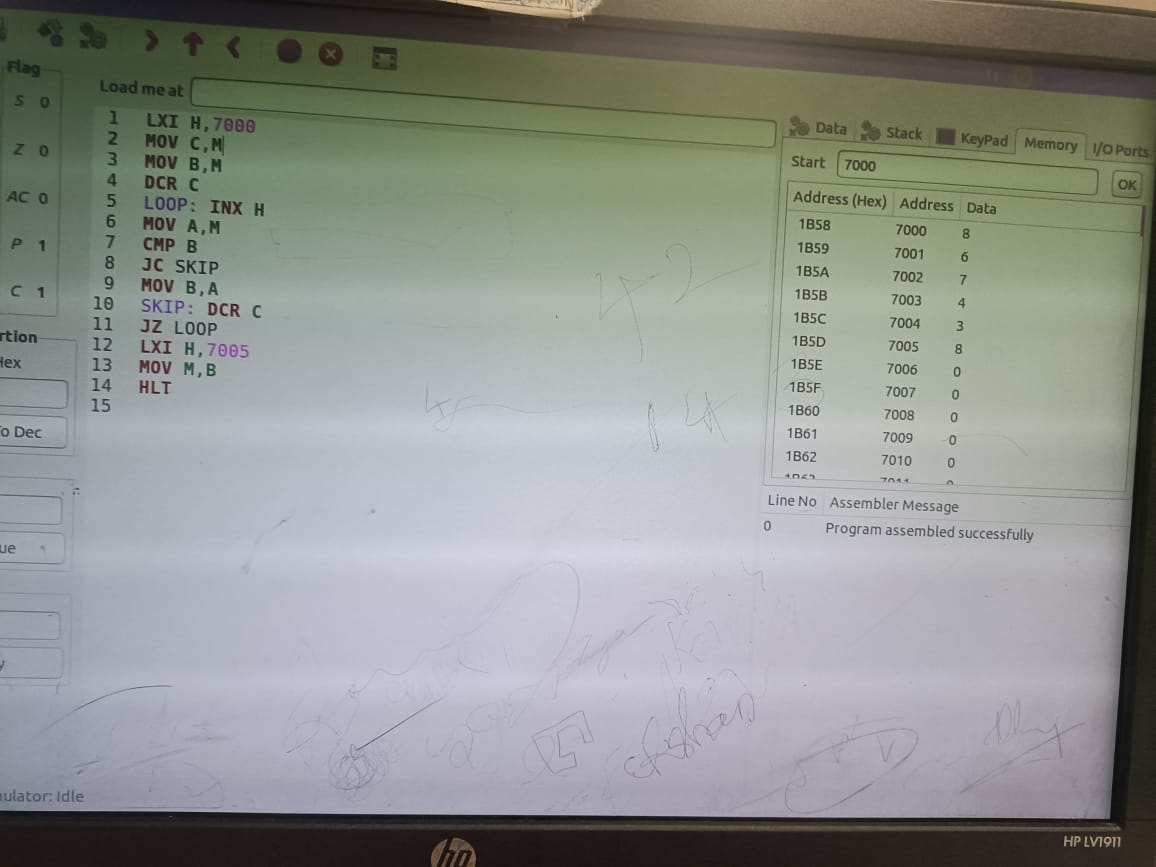 Flag
S 0
Z 0
AC 0
P 1
C 1
Load me at
1 LXI H,7000
2 MOV C,M
3 MOV B,M
4 DCR C
5 LOOP: INX H
6 MOV A,M
7 CMP B
8 JC SKIP
9 MOV B,A
10 SKIP: DCR C
11 JZ LOOP
12 LXI H,7005
13 MOV M,B
14 HLT
15
Data Stack KeyPad Memory I/O Ports
Start 7000 OK
Address (Hex) Address Data
1B58 7000 8
1B59 7001 6
1B5A 7002 7
1B5B 7003 4
1B5C 7004 3
1B5D 7005 8
1B5E 7006 0
1B5F 7007 0
1B60 7008 0
1B61 7009 0
1B62 7010 0
Line No Assembler Message
0 Program assembled successfully
rtion
Hex
To Dec
ue
ulator: Idle
hp
HP LV1911